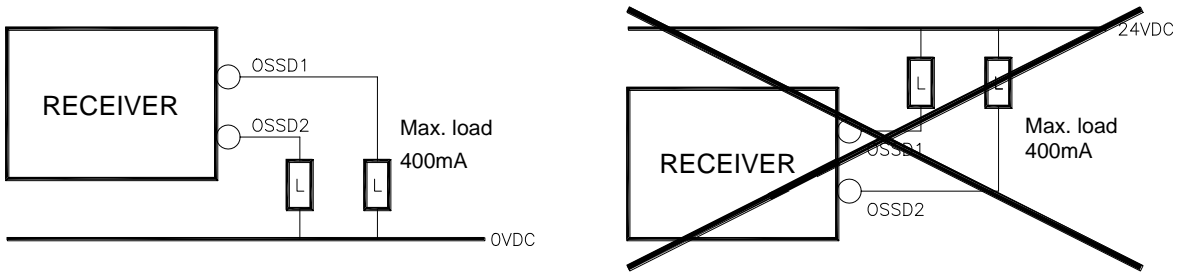 OSSD1
RECEIVER
OSSD2
Max. load
400mA
L
L
0VDC
24VDC
L
L
Max. load
400mA
OSSD1
RECEIVER
OSSD2